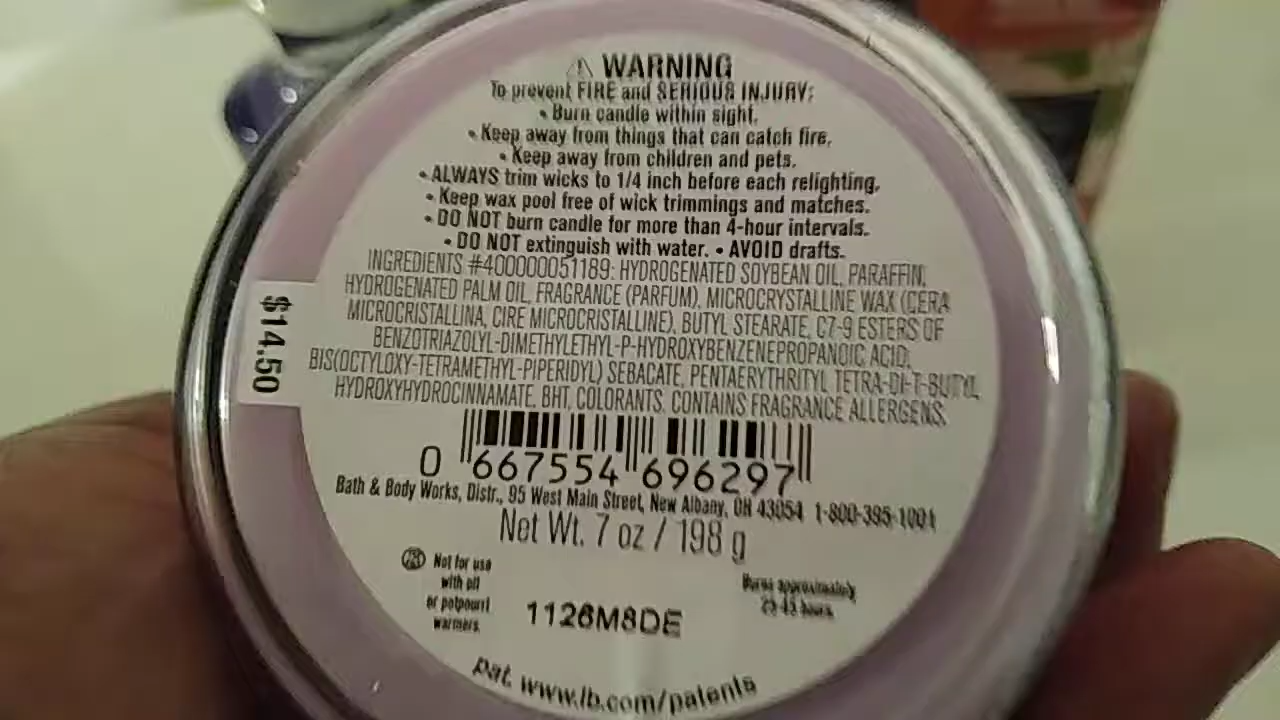 ⚠ WARNING
To prevent FIRE and SERIOUS INJURY:
• Burn candle within sight.
• Keep away from things that can catch fire.
• Keep away from children and pets.
• ALWAYS trim wicks to 1/4 inch before each relighting.
• Keep wax pool free of wick trimmings and matches.
• DO NOT burn candle for more than 4-hour intervals.
• DO NOT extinguish with water. • AVOID drafts.
INGREDIENTS #400000051189: HYDROGENATED SOYBEAN OIL, PARAFFIN,
HYDROGENATED PALM OIL, FRAGRANCE (PARFUM), MICROCRYSTALLINE WAX (CERA
MICROCRISTALLINA, CIRE MICROCRISTALLINE), BUTYL STEARATE, C7-9 ESTERS OF
BENZOTRIAZOLYL-DIMETHYLETHYL-P-HYDROXYBENZENEPROPANOIC ACID,
BIS(OCTYLOXY-TETRAMETHYL-PIPERIDYL) SEBACATE, PENTAERYTHRITYL TETRA-DI-T-BUTYL
HYDROXYHYDROCINNAMATE, BHT, COLORANTS. CONTAINS FRAGRANCE ALLERGENS.
$14.50
0 667554 696297
Bath & Body Works, Distr., 95 West Main Street, New Albany, OH 43054 1-800-395-1001
Net Wt. 7 oz / 198 g
Not for use
with oil
or potpourri
warmers.
1126M8DE
Burns approximately
hours.
Pat. www.lb.com/patents